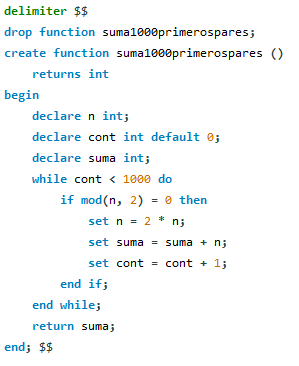 delimiter $$
drop function suma1000primerospares;
create function suma1000primerospares ()
    returns int
begin
    declare n int;
    declare cont int default 0;
    declare suma int;
    while cont < 1000 do
        if mod(n, 2) = 0 then
            set n = 2 * n;
            set suma = suma + n;
            set cont = cont + 1;
        end if;
    end while;
    return suma;
end; $$